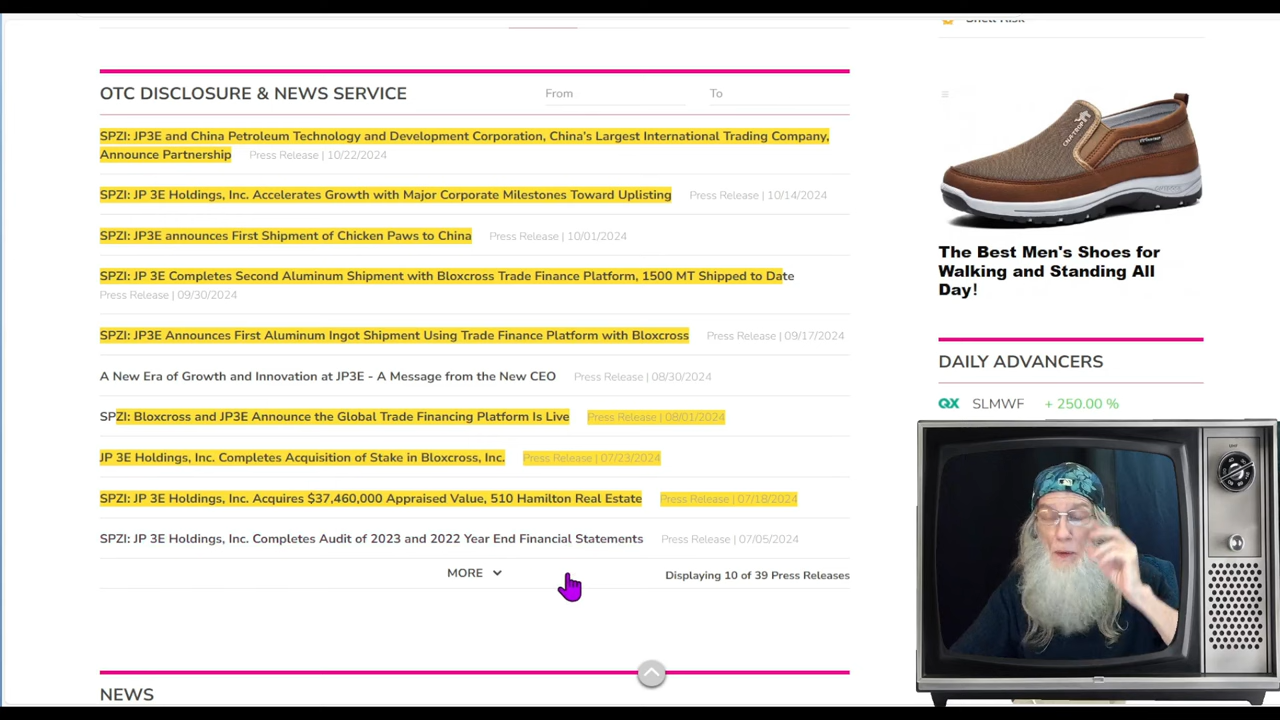 Shell Risk
OTC DISCLOSURE & NEWS SERVICE
From
To
SPZI: JP3E and China Petroleum Technology and Development Corporation, China's Largest International Trading Company,
Announce Partnership Press Release | 10/22/2024
SPZI: JP 3E Holdings, Inc. Accelerates Growth with Major Corporate Milestones Toward Uplisting Press Release | 10/14/2024
SPZI: JP3E announces First Shipment of Chicken Paws to China Press Release | 10/01/2024
SPZI: JP 3E Completes Second Aluminum Shipment with Bloxcross Trade Finance Platform, 1500 MT Shipped to Date
Press Release | 09/30/2024
SPZI: JP3E Announces First Aluminum Ingot Shipment Using Trade Finance Platform with Bloxcross Press Release | 09/17/2024
A New Era of Growth and Innovation at JP3E - A Message from the New CEO Press Release | 08/30/2024
SPZI: Bloxcross and JP3E Announce the Global Trade Financing Platform Is Live Press Release | 08/01/2024
JP 3E Holdings, Inc. Completes Acquisition of Stake in Bloxcross, Inc. Press Release | 07/23/2024
SPZI: JP 3E Holdings, Inc. Acquires $37,460,000 Appraised Value, 510 Hamilton Real Estate Press Release | 07/18/2024
SPZI: JP 3E Holdings, Inc. Completes Audit of 2023 and 2022 Year End Financial Statements Press Release | 07/05/2024
MORE
Displaying 10 of 39 Press Releases
NEWS
The Best Men's Shoes for
Walking and Standing All
Day!
DAILY ADVANCERS
QX SLMWF + 250.00 %